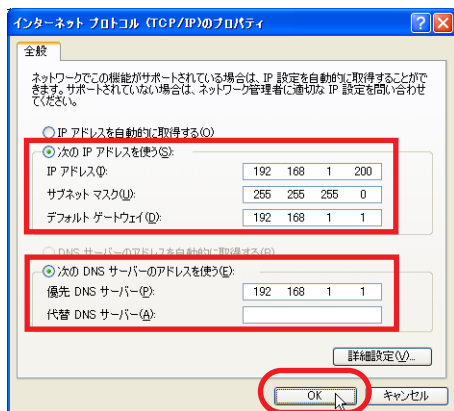 インターネット プロトコル (TCP/IP)のプロパティ
全般
ネットワークでこの機能がサポートされている場合は、IP 設定を自動的に取得することがで
きます。サポートされていない場合は、ネットワーク管理者に適切な IP 設定を問い合わせ
てください。
IP アドレスを自動的に取得する(O)
次の IP アドレスを使う(S):
IP アドレス(I): 192 168 1 200
サブネット マスク(U): 255 255 255 0
デフォルト ゲートウェイ(D): 192 168 1 1
DNS サーバーのアドレスを自動的に取得する(B)
次の DNS サーバーのアドレスを使う(E):
優先 DNS サーバー(P): 192 168 1 1
代替 DNS サーバー(A):
詳細設定(V)...
OK キャンセル